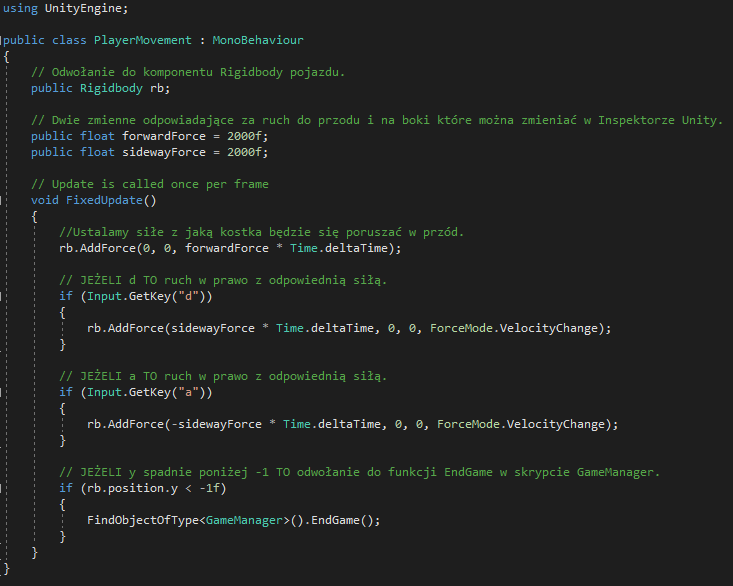 using UnityEngine;
public class PlayerMovement : MonoBehaviour
{
// Odwołanie do komponentu Rigidbody pojazdu.
public Rigidbody rb;
// Dwie zmienne odpowiadające za ruch do przodu i na boki które można zmieniać w Inspektorze Unity.
public float forwardForce = 2000f;
public float sidewayForce = 2000f;
// Update is called once per frame
void FixedUpdate()
{
//Ustalamy siłe z jaką kostka będzie się poruszać w przód.
rb.AddForce(0, 0, forwardForce * Time.deltaTime);
// JEŻELI d TO ruch w prawo z odpowiednią siłą.
if (Input.GetKey("d"))
{
rb.AddForce(sidewayForce * Time.deltaTime, 0, 0, ForceMode.VelocityChange);
}
// JEŻELI a TO ruch w prawo z odpowiednią siłą.
if (Input.GetKey("a"))
{
rb.AddForce(-sidewayForce * Time.deltaTime, 0, 0, ForceMode.VelocityChange);
}
// JEŻELI y spadnie poniżej -1 TO odwołanie do funkcji EndGame w skrypcie GameManager.
if (rb.position.y < -1f)
{
FindObjectOfType<GameManager>().EndGame();
}
}
}